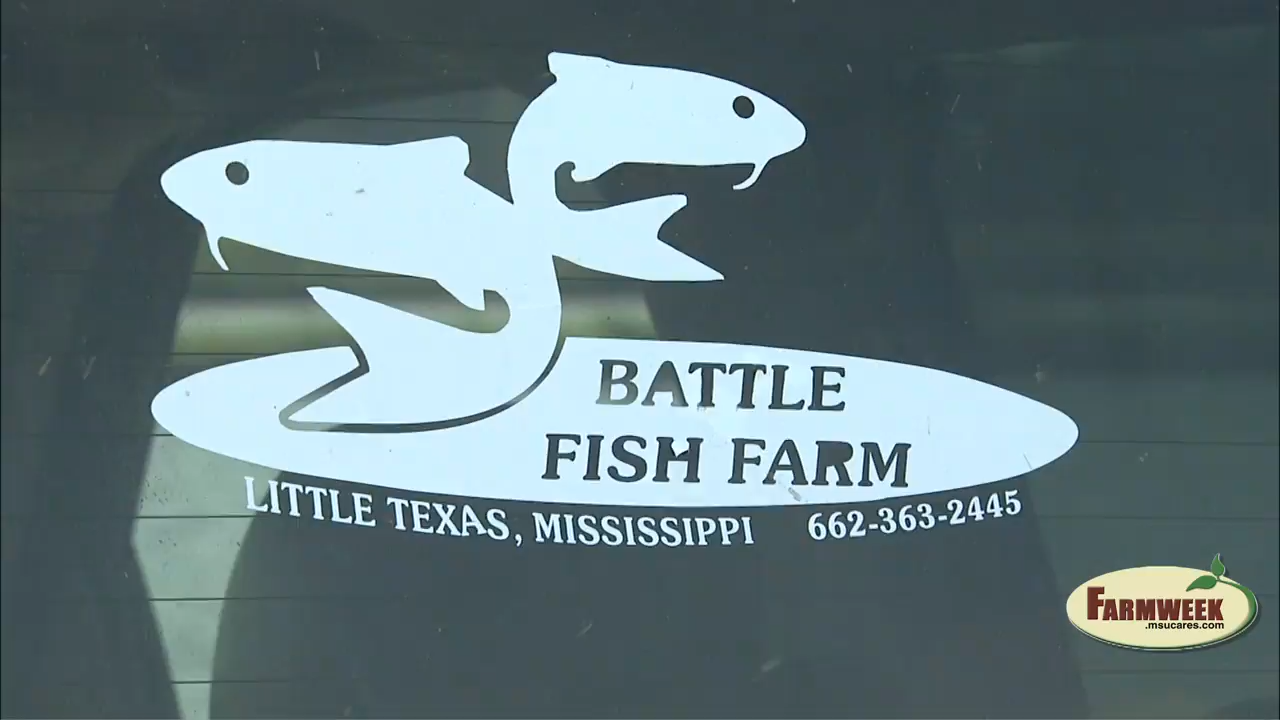 BATTLE
FISH FARM
LITTLE TEXAS, MISSISSIPPI 662-363-2445
FARMWEEK
.msucares.com